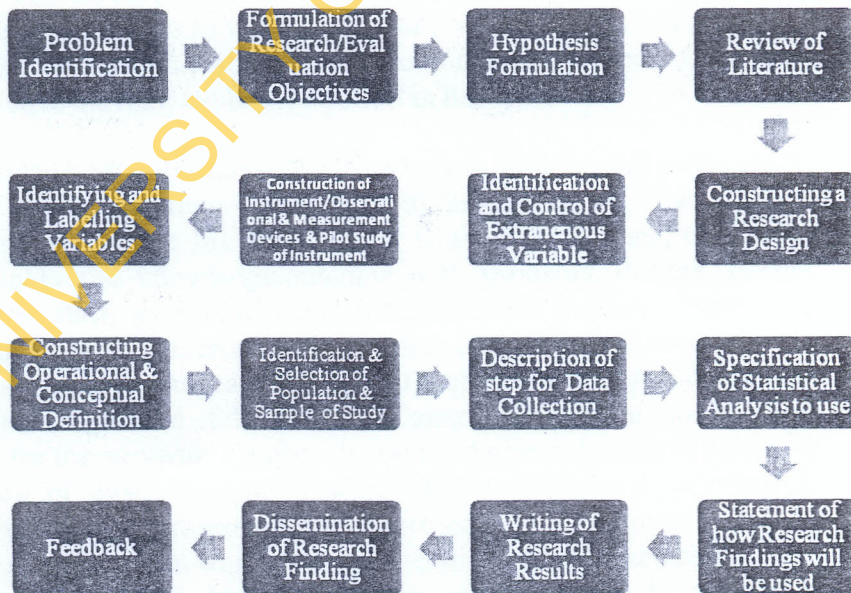 Problem
Identification
Formulation of
Research/Eval
uation
Objectives
Hypothesis
Formulation
Review of
Literature
Constructing a
Research
Design
Identification
and Control of
Extranenous
Variable
Construction of
Instrument/Observati
onal & Measurement
Devices & Pilot Study
of Instrument
Identifying and
Labelling
Variables
Constructing
Operational &
Conceptual
Definition
Identification &
Selection of
Population &
Sample of Study
Description of
step for Data
Collection
Specification
of Statistical
Analysis to use
Statement of
how Research
Findings will
be used
Writing of
Research
Results
Dissemination
of Research
Finding
Feedback
UNIVERSITY